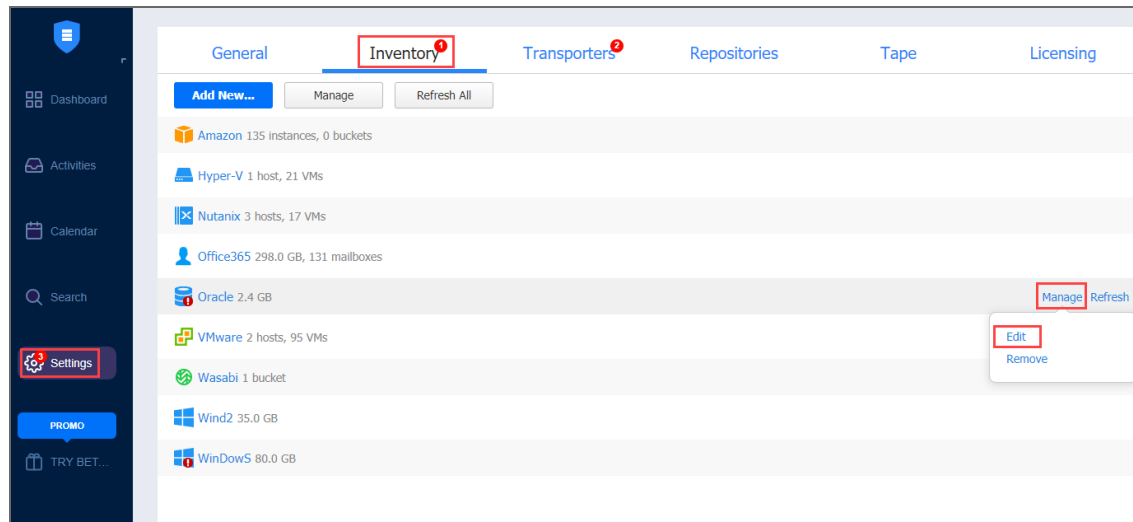 General
Inventory
1
Transporters
2
Repositories
Tape
Licensing
Add New...
Manage
Refresh All
Dashboard
Activities
Calendar
Search
3
Settings
PROMO
TRY BET...
Amazon 135 instances, 0 buckets
Hyper-V 1 host, 21 VMs
Nutanix 3 hosts, 17 VMs
Office365 298.0 GB, 131 mailboxes
Oracle 2.4 GB
Manage Refresh
Edit
Remove
VMware 2 hosts, 95 VMs
Wasabi 1 bucket
Wind2 35.0 GB
WinDowS 80.0 GB